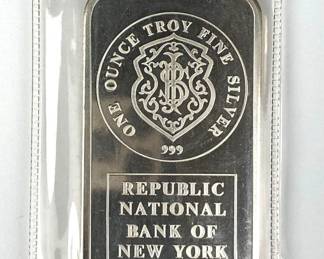 ONE OUNCE TROY FINE SILVER
999
REPUBLIC
NATIONAL
BANK OF
NEW YORK